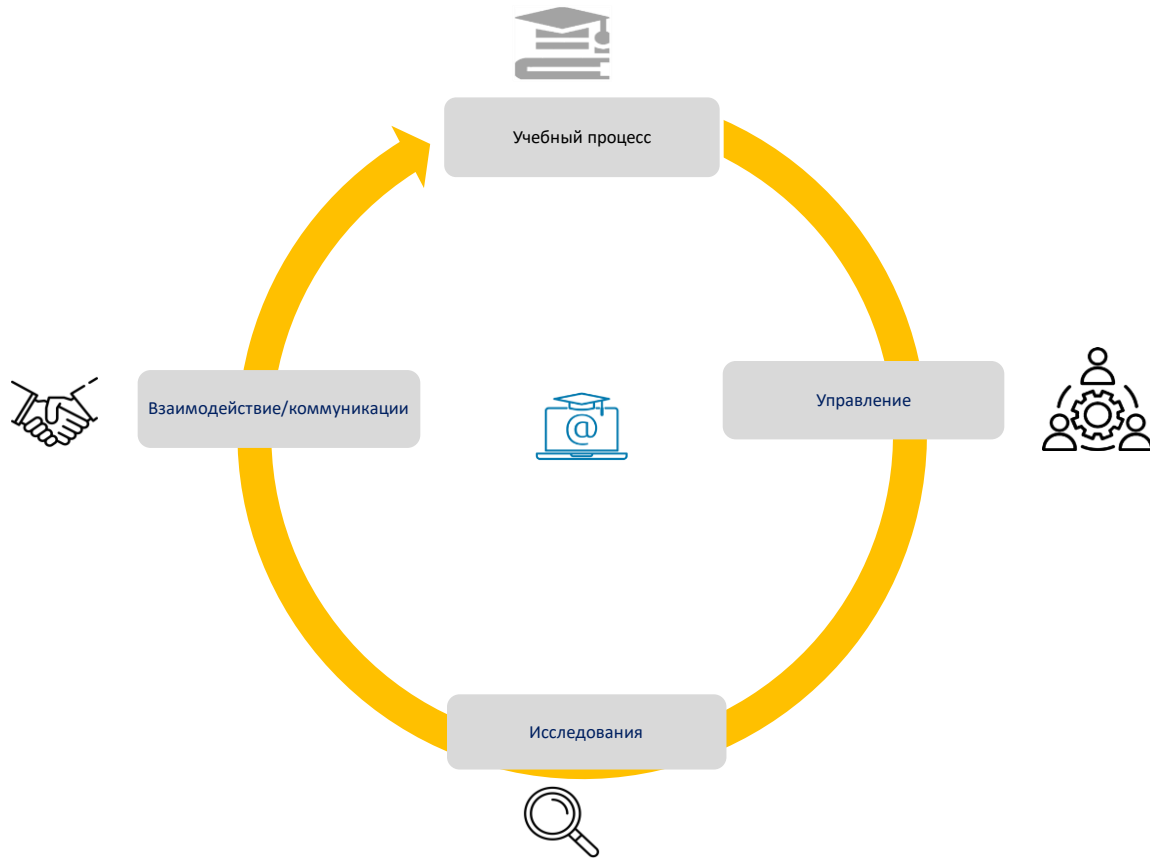 Учебный процесс
Взаимодействие/коммуникации
Управление
@
Исследования